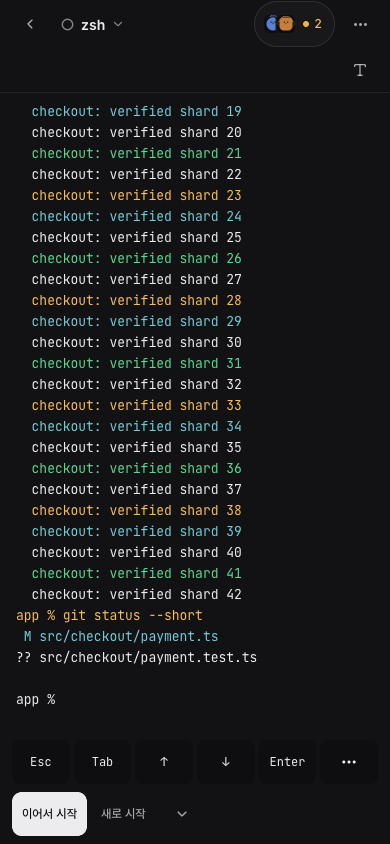 zsh
2
T
checkout: verified shard 19
checkout: verified shard 20
checkout: verified shard 21
checkout: verified shard 22
checkout: verified shard 23
checkout: verified shard 24
checkout: verified shard 25
checkout: verified shard 26
checkout: verified shard 27
checkout: verified shard 28
checkout: verified shard 29
checkout: verified shard 30
checkout: verified shard 31
checkout: verified shard 32
checkout: verified shard 33
checkout: verified shard 34
checkout: verified shard 35
checkout: verified shard 36
checkout: verified shard 37
checkout: verified shard 38
checkout: verified shard 39
checkout: verified shard 40
checkout: verified shard 41
checkout: verified shard 42
app % git status --short
M src/checkout/payment.ts
?? src/checkout/payment.test.ts
app %
Esc Tab ↑ ↓ Enter •••
이어서 시작 새로 시작